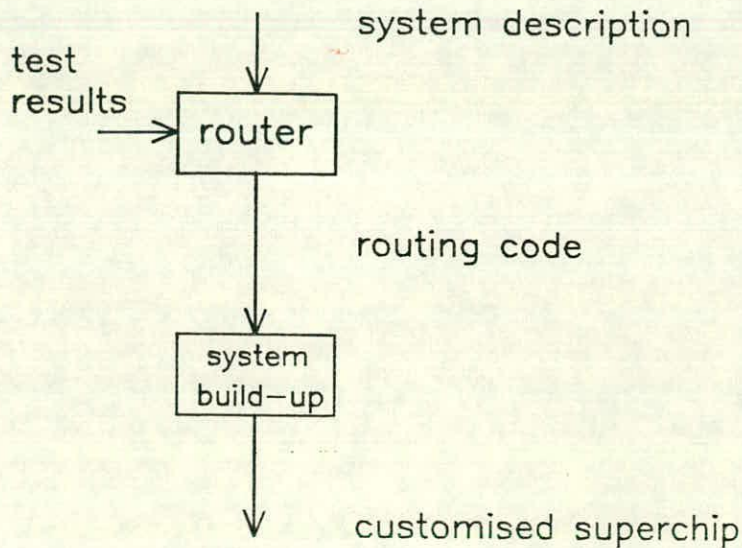 system description
test
results
router
routing code
system
build-up
customised superchip